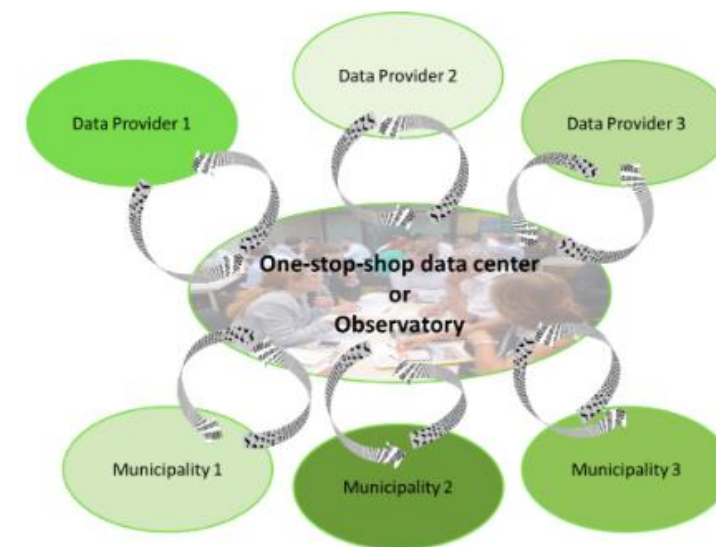 Data Provider 2
Data Provider 1
Data Provider 3
One-stop-shop data center
or
Observatory
Municipality 1
Municipality 2
Municipality 3